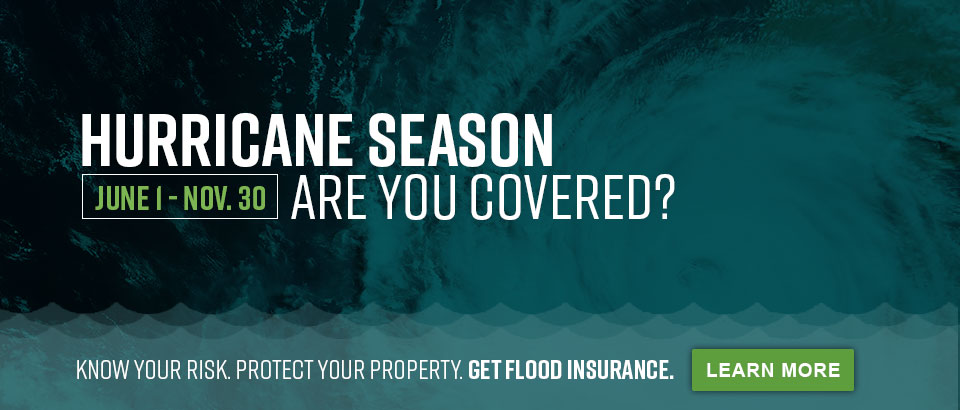 HURRICANE SEASON
JUNE 1 - NOV. 30 ARE YOU COVERED?
KNOW YOUR RISK. PROTECT YOUR PROPERTY. GET FLOOD INSURANCE. LEARN MORE